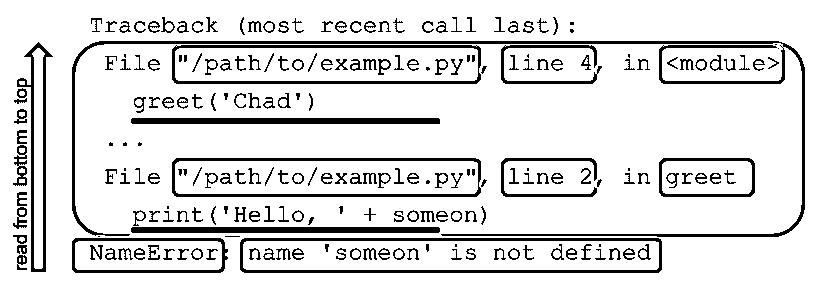 Traceback (most recent call last):
File "/path/to/example.py", line 4, in <module>
greet('Chad')
...
File "/path/to/example.py", line 2, in greet
print('Hello, ' + someon)
NameError: name 'someon' is not defined
read from bottom to top